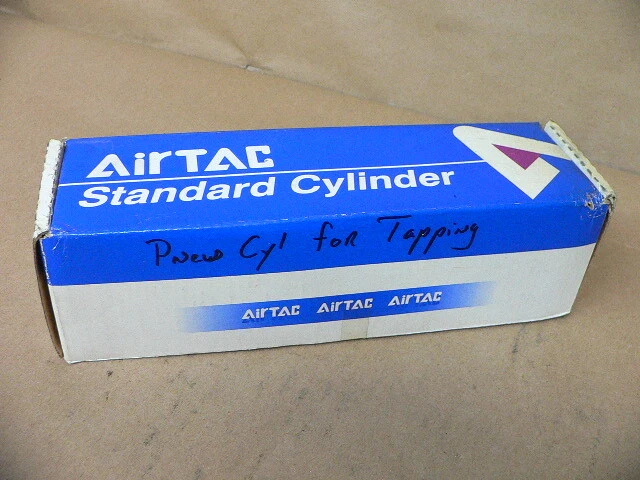 AirTAC
Standard Cylinder
Pneu Cyl for Tapping
AirTAC AirTAC AirTAC